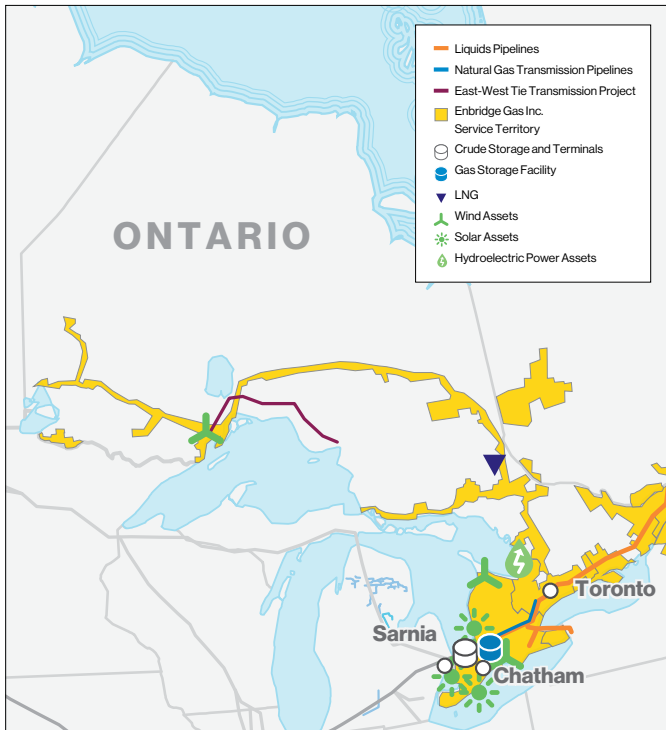 Liquids Pipelines
Natural Gas Transmission Pipelines
East-West Tie Transmission Project
Enbridge Gas Inc.
Service Territory
Crude Storage and Terminals
Gas Storage Facility
LNG
Wind Assets
Solar Assets
Hydroelectric Power Assets
ONTARIO
Toronto
Sarnia
Chatham